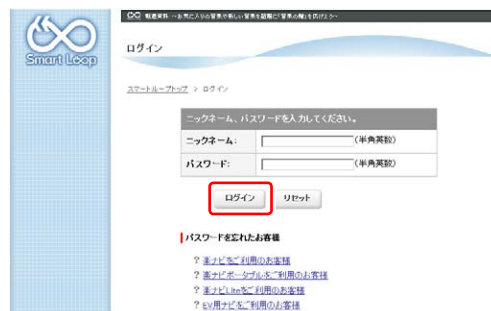 Smart Loop
ログイン
スマートループトップ > ログイン
ニックネーム、パスワードを入力してください。
ニックネーム: (半角英数)
パスワード: (半角英数)
ログイン リセット
パスワードを忘れたお客様
? 楽ナビをご利用のお客様
? 楽ナビポータブルをご利用のお客様
? 楽ナビLiteをご利用のお客様
? EV用ナビをご利用のお客様